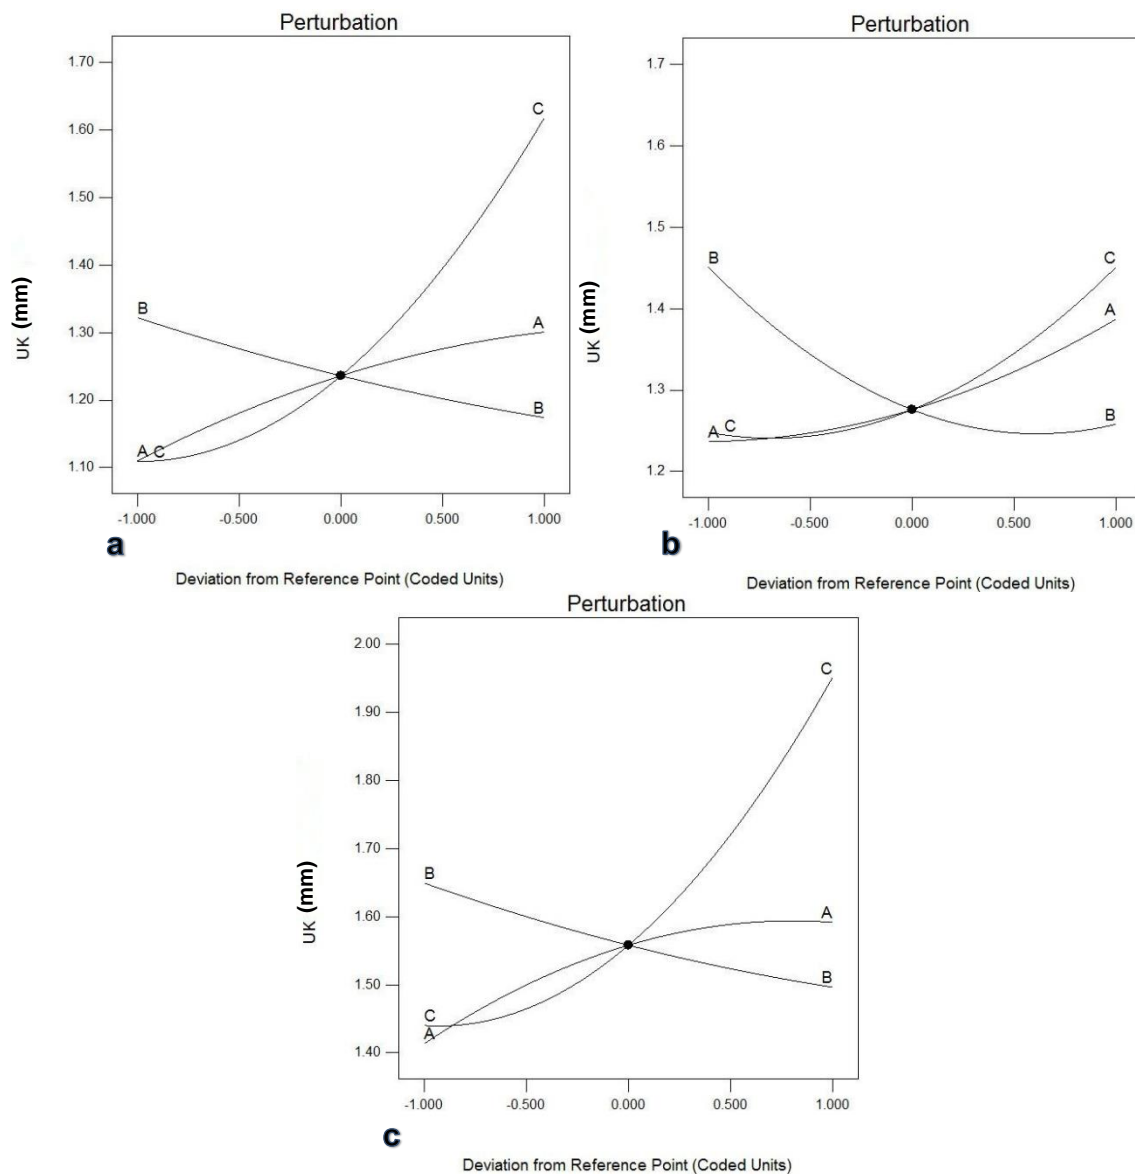 Perturbation
1.70
1.60
1.50
1.40
1.30
1.20
1.10
UK (mm)
C
B
A
B
A C
-1.000 -0.500 0.000 0.500 1.000
a
Deviation from Reference Point (Coded Units)
Perturbation
1.7
1.6
1.5
1.4
1.3
1.2
UK (mm)
B
C
A
B
A C
-1.000 -0.500 0.000 0.500 1.000
b
Deviation from Reference Point (Coded Units)
Perturbation
2.00
1.90
1.80
1.70
1.60
1.50
1.40
UK (mm)
C
B
A
B
C
A
-1.000 -0.500 0.000 0.500 1.000
c
Deviation from Reference Point (Coded Units)